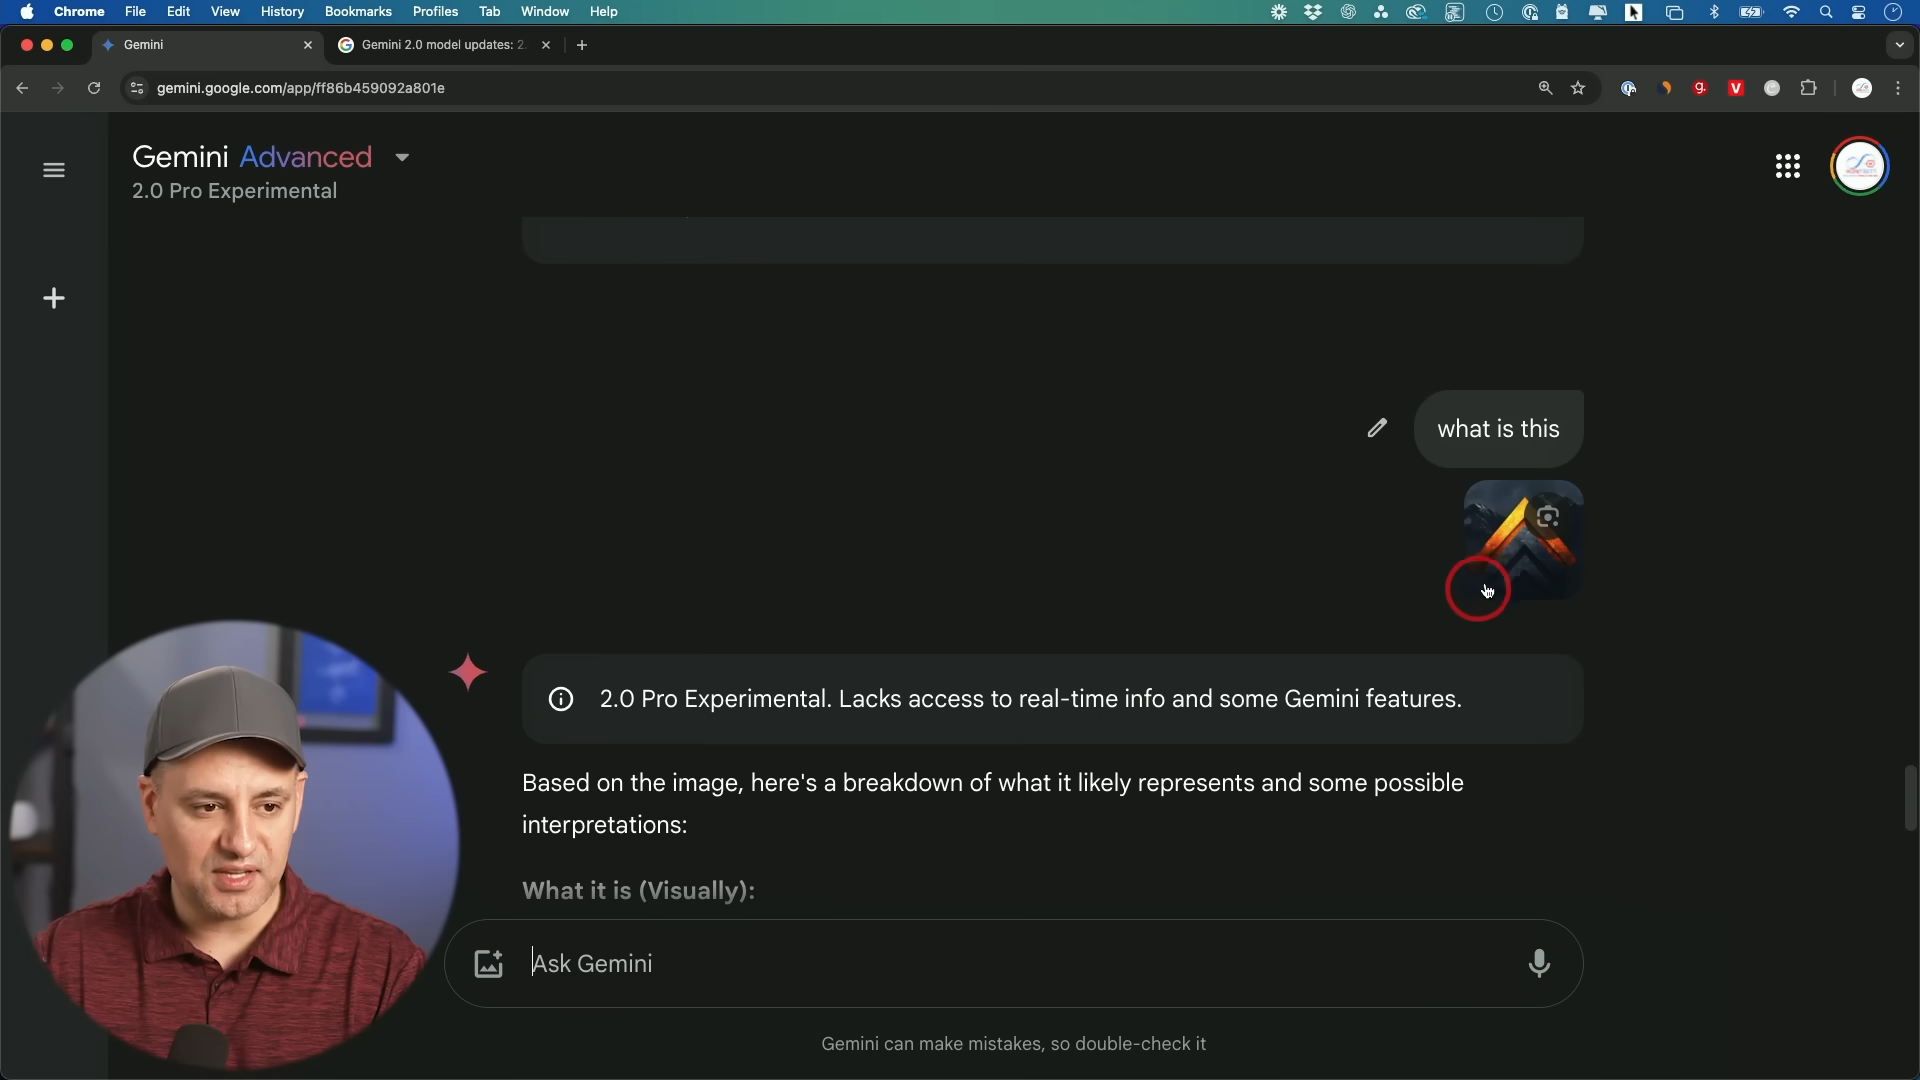 Chrome File Edit View History Bookmarks Profiles Tab Window Help
Gemini
Gemini 2.0 model updates: 2.
gemini.google.com/app/ff86b459092a801e
Gemini Advanced
2.0 Pro Experimental
what is this
2.0 Pro Experimental. Lacks access to real-time info and some Gemini features.
Based on the image, here's a breakdown of what it likely represents and some possible
interpretations:
What it is (Visually):
Ask Gemini
Gemini can make mistakes, so double-check it